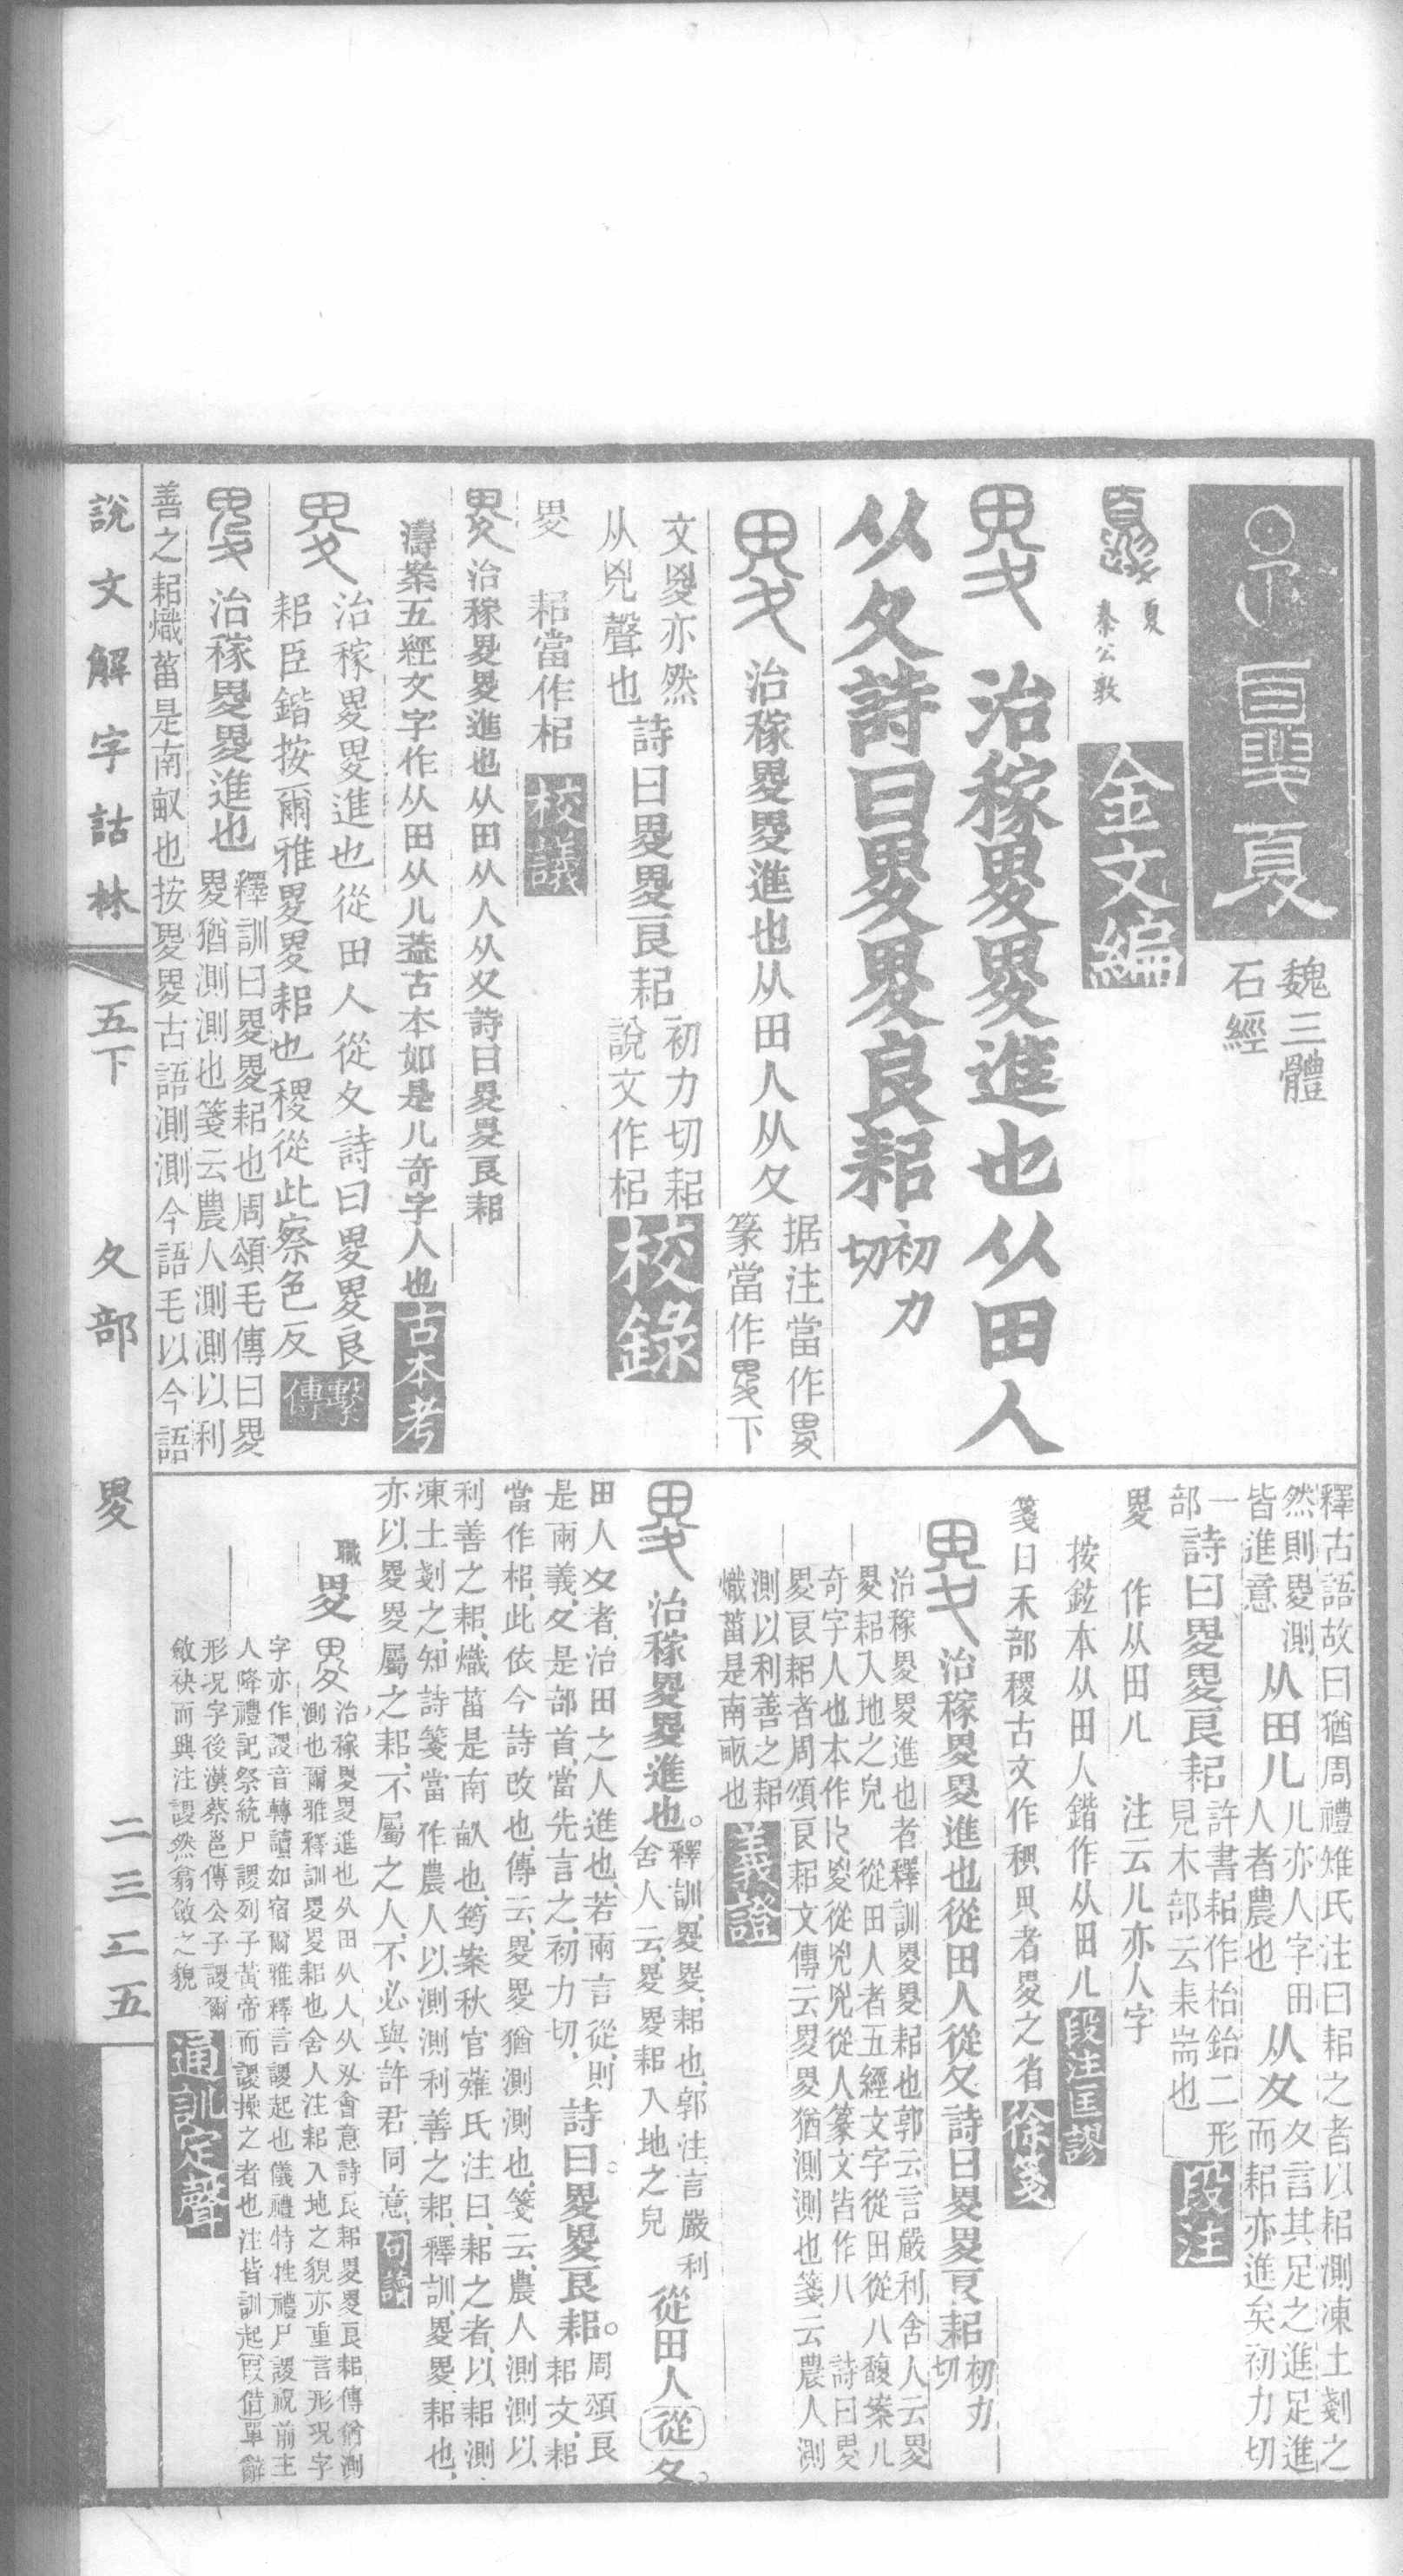 夏
魏三體
石經
夏
秦公敦
金文編
治稼畟畟進也从田人
从夊詩曰畟畟良耜初力
切
治稼畟畟進也从田人从夊
据注當作畟
篆當作畟下
文㚇亦然
从兇聲也
詩曰畟畟良耜
初力切耜
說文作梠
校錄
畟 耜當作梠 校議
治稼畟畟進也从田从人从夊詩曰畟畟良耜
濤案五經文字作从田从儿葢古本如是儿奇字人也 古本考
治稼畟畟進也從田人從夊詩曰畟畟良
耜臣鍇按爾雅畟畟耜也稷從此察色反 繫傳
治稼畟畟進也
釋訓曰畟畟耜也周頌毛傳曰畟
畟猶測測也箋云農人測測以利
善之耜熾菑是南畝也按畟畟古語測測今語毛以今語
釋古語故曰猶周禮雉氏注曰耜之者以耜測凍土剗之
然則畟測
皆進意
从田儿
儿亦人字田
人者農也
从夊
夊言其足之進足進
而耜亦進矣初力切
一
部
詩曰畟畟良耜
許書耜作枱鈶二形
見木部云耒耑也
段注
畟 作从田儿 注云儿亦人字
按鉉本从田人鍇作从田儿 段注匡謬
箋曰禾部稷古文作稉㚇者畟之省 徐箋
治稼畟畟進也從田人從夊詩曰畟畟良耜初力
切
治稼畟畟進也者釋訓畟畟耜也郭云言嚴利舍人云畟
畟耜入地之皃 從田人者五經文字從田從八馥案儿
奇字人也本作㚇從兇兇從人篆文皆作八 詩曰畟
畟良耜者周頌良耜文傳云畟畟猶測測也箋云農人測
測以利善之耜
熾菑是南畝也
義證
治稼畟畟進也。
釋訓、畟畟、耜也、郭注、言嚴利
舍人云、畟畟耜入地之皃
從田人從夊。
田人夊者、治田之人進也、若兩言從、則
是兩義、夊是部首、當先言之、初力切、
詩曰。畟畟良耜。
周頌良
耜文、耜
當作梠、此依今詩改也、傳云、畟畟猶測測也、箋云、農人測測以
利善之耜、熾菑是南畝也、筠案秋官薙氏注曰、耜之者、以耜測
凍土剗之、知詩箋當作農人以測測利善之耜、釋訓、畟畟、耜也、
亦以畟畟屬之耜、不屬之人、不必與許君同意、 句讀
職
畟
治稼畟畟進也从田从人从夊會意詩良耜畟畟良耜傳猶測
測也爾雅釋訓畟畟耜也舍人注耜入地之貌亦重言形況字
字亦作謖音轉讀如宿爾雅釋言謖起也儀禮特牲禮尸謖祝前主
人降禮記祭統尸謖列子黃帝而謖操之者也注皆訓起叚借單辭
形況字後漢蔡邕傳公子謖爾
斂袂而興注謖然翕斂之貌
通訓定聲
說文解字詁林 五下 夊部 畟 二三二五